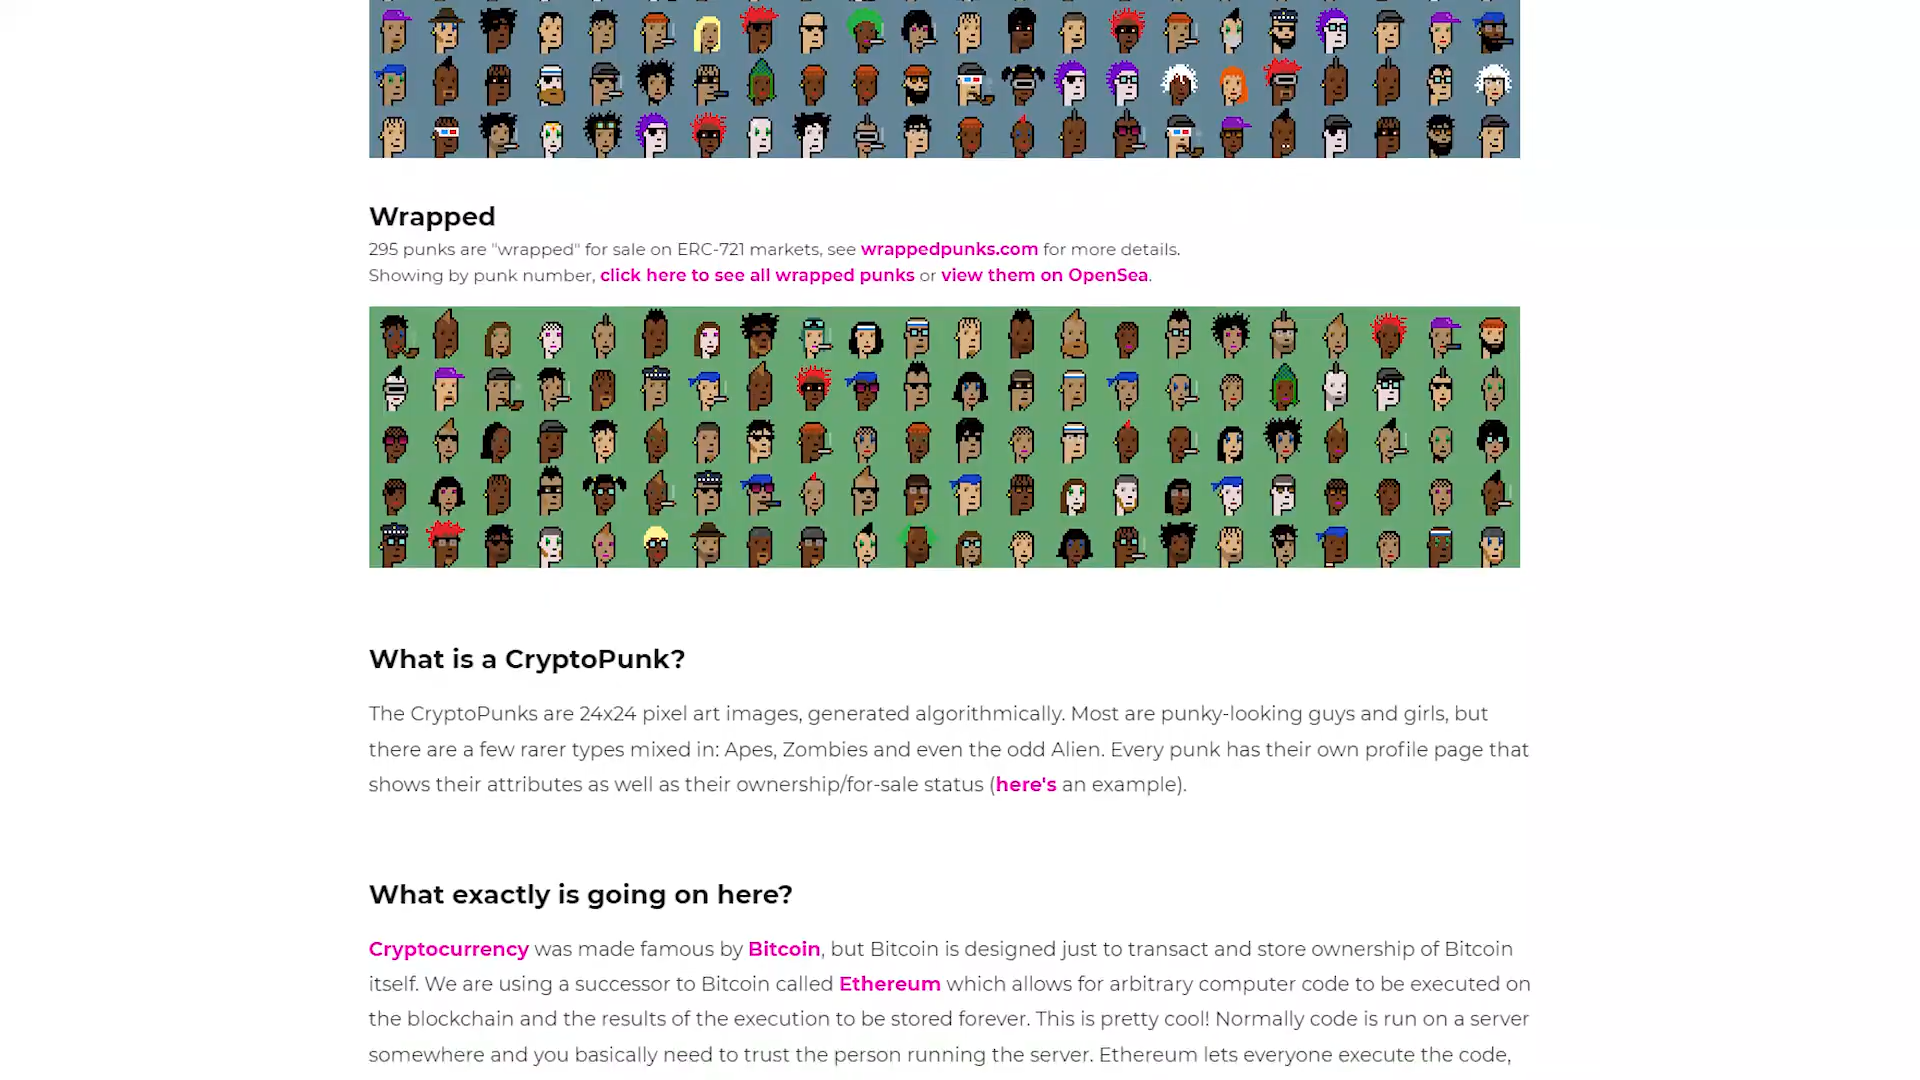 Wrapped
295 punks are "wrapped" for sale on ERC-721 markets, see wrappedpunks.com for more details.
Showing by punk number, click here to see all wrapped punks or view them on OpenSea.
What is a CryptoPunk?
The CryptoPunks are 24x24 pixel art images, generated algorithmically. Most are punky-looking guys and girls, but
there are a few rarer types mixed in: Apes, Zombies and even the odd Alien. Every punk has their own profile page that
shows their attributes as well as their ownership/for-sale status (here's an example).
What exactly is going on here?
Cryptocurrency was made famous by Bitcoin, but Bitcoin is designed just to transact and store ownership of Bitcoin
itself. We are using a successor to Bitcoin called Ethereum which allows for arbitrary computer code to be executed on
the blockchain and the results of the execution to be stored forever. This is pretty cool! Normally code is run on a server
somewhere and you basically need to trust the person running the server. Ethereum lets everyone execute the code,